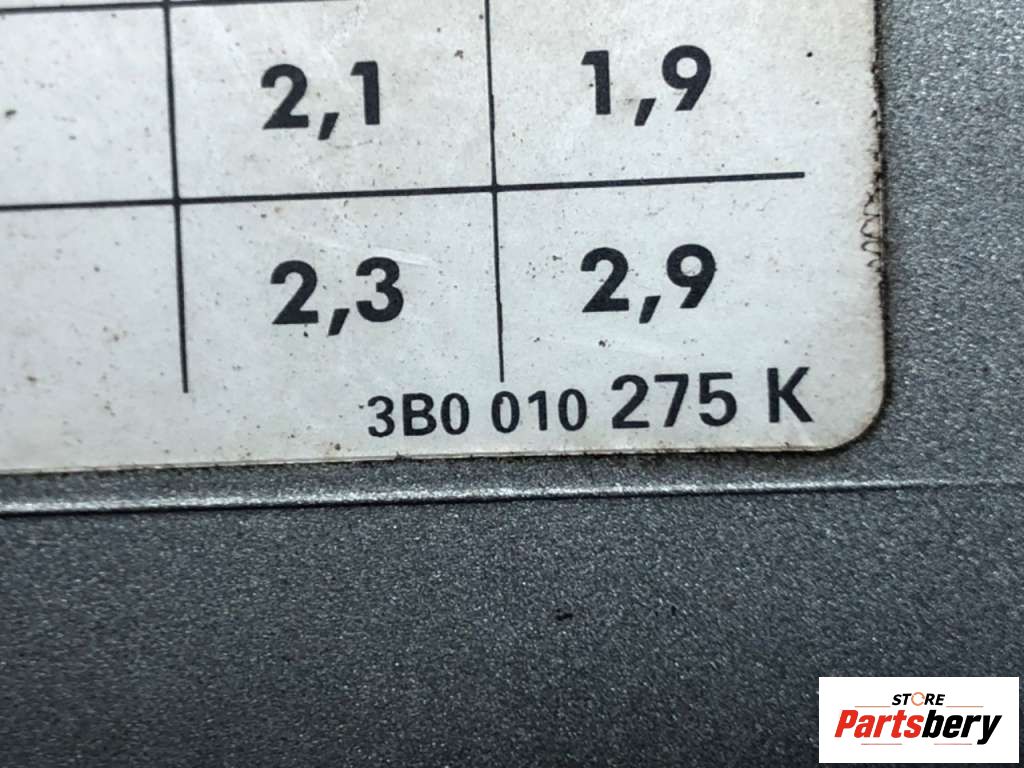 2,1 1,9
2,3 2,9
3B0 010 275 K
STORE
Partsbery